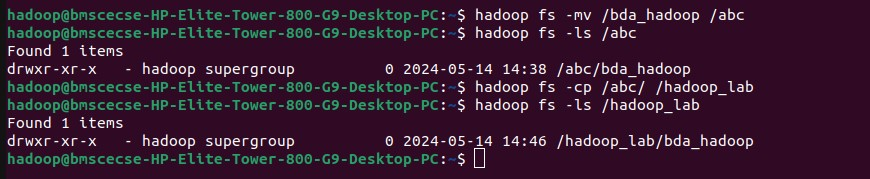 hadoop@bmscecse-HP-Elite-Tower-800-G9-Desktop-PC:~$ hadoop fs -mv /bda_hadoop /abc
hadoop@bmscecse-HP-Elite-Tower-800-G9-Desktop-PC:~$ hadoop fs -ls /abc
Found 1 items
drwxr-xr-x   - hadoop supergroup          0 2024-05-14 14:38 /abc/bda_hadoop
hadoop@bmscecse-HP-Elite-Tower-800-G9-Desktop-PC:~$ hadoop fs -cp /abc/ /hadoop_lab
hadoop@bmscecse-HP-Elite-Tower-800-G9-Desktop-PC:~$ hadoop fs -ls /hadoop_lab
Found 1 items
drwxr-xr-x   - hadoop supergroup          0 2024-05-14 14:46 /hadoop_lab/bda_hadoop
hadoop@bmscecse-HP-Elite-Tower-800-G9-Desktop-PC:~$